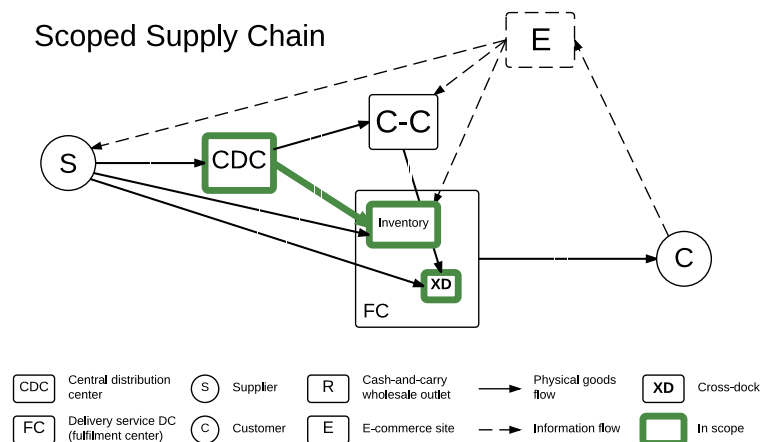 Scoped Supply Chain
E
C-C
S
CDC
Inventory
C
XD
FC
CDC
Central distribution
center
S
Supplier
R
Cash-and-carry
wholesale outlet
Physical goods
flow
XD
Cross-dock
FC
Delivery service DC
(fulfilment center)
C
Customer
E
E-commerce site
Information flow
In scope